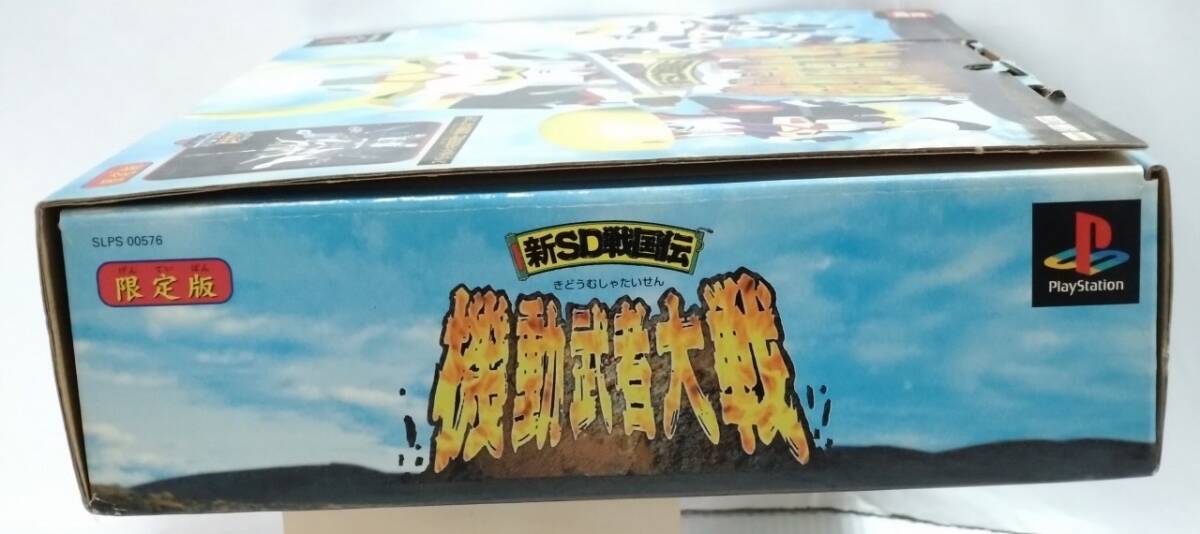 SLPS 00576
げんていばん
限定版
新SD戦国伝
きどうむしゃたいせん
機動武者大戦
PlayStation